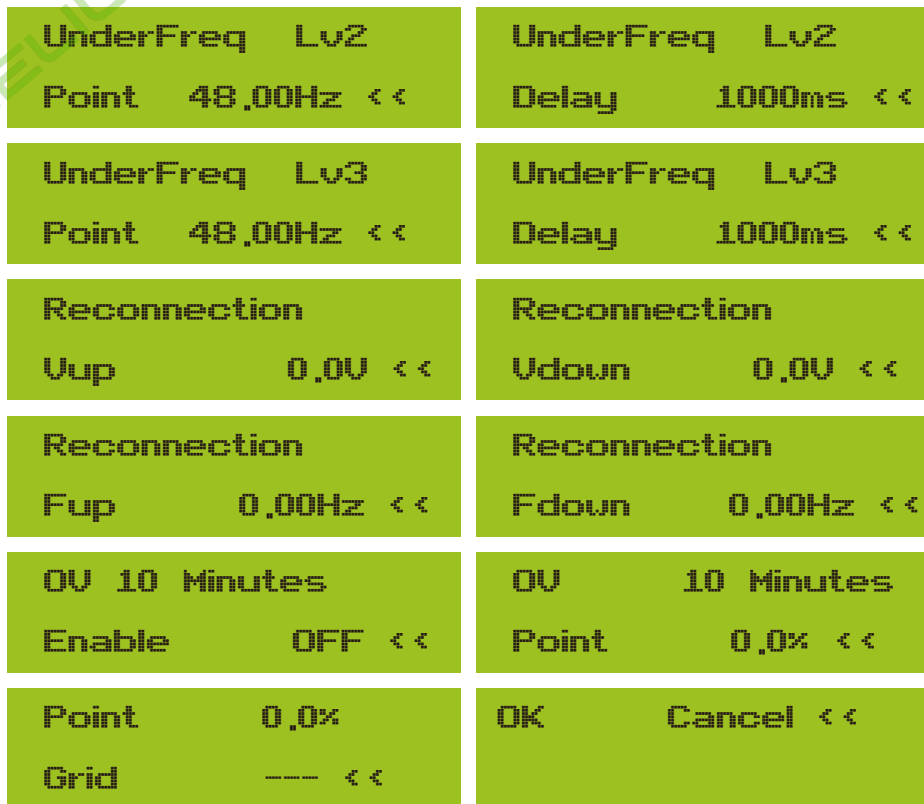 UnderFreq Lv2
Point 48.00Hz <<
UnderFreq Lv2
Delay 1000ms <<
UnderFreq Lv3
Point 48.00Hz <<
UnderFreq Lv3
Delay 1000ms <<
Reconnection
Vup 0.0V <<
Reconnection
Vdown 0.0V <<
Reconnection
Fup 0.00Hz <<
Reconnection
Fdown 0.00Hz <<
OV 10 Minutes
Enable OFF <<
OV 10 Minutes
Point 0.0% <<
Point 0.0%
Grid --- <<
OK Cancel <<